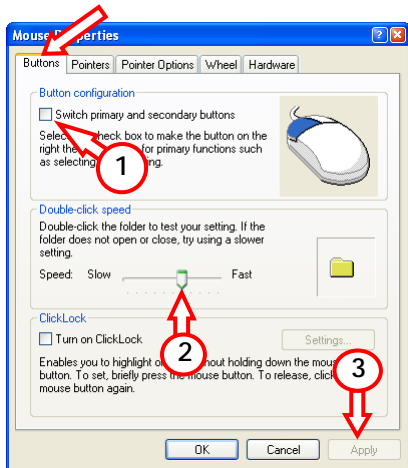 Mouse Properties
Buttons Pointers Pointer Options Wheel Hardware
Button configuration
Switch primary and secondary buttons
Select check box to make the button on the
right the for primary functions such
as selecting
1
Double-click speed
Double-click the folder to test your setting. If the
folder does not open or close, try using a slower
setting.
Speed: Slow Fast
2
ClickLock
Turn on ClickLock Settings...
Enables you to highlight or without holding down the mouse
button. To set, briefly press the mouse button. To release, click
mouse button again.
3
OK Cancel Apply